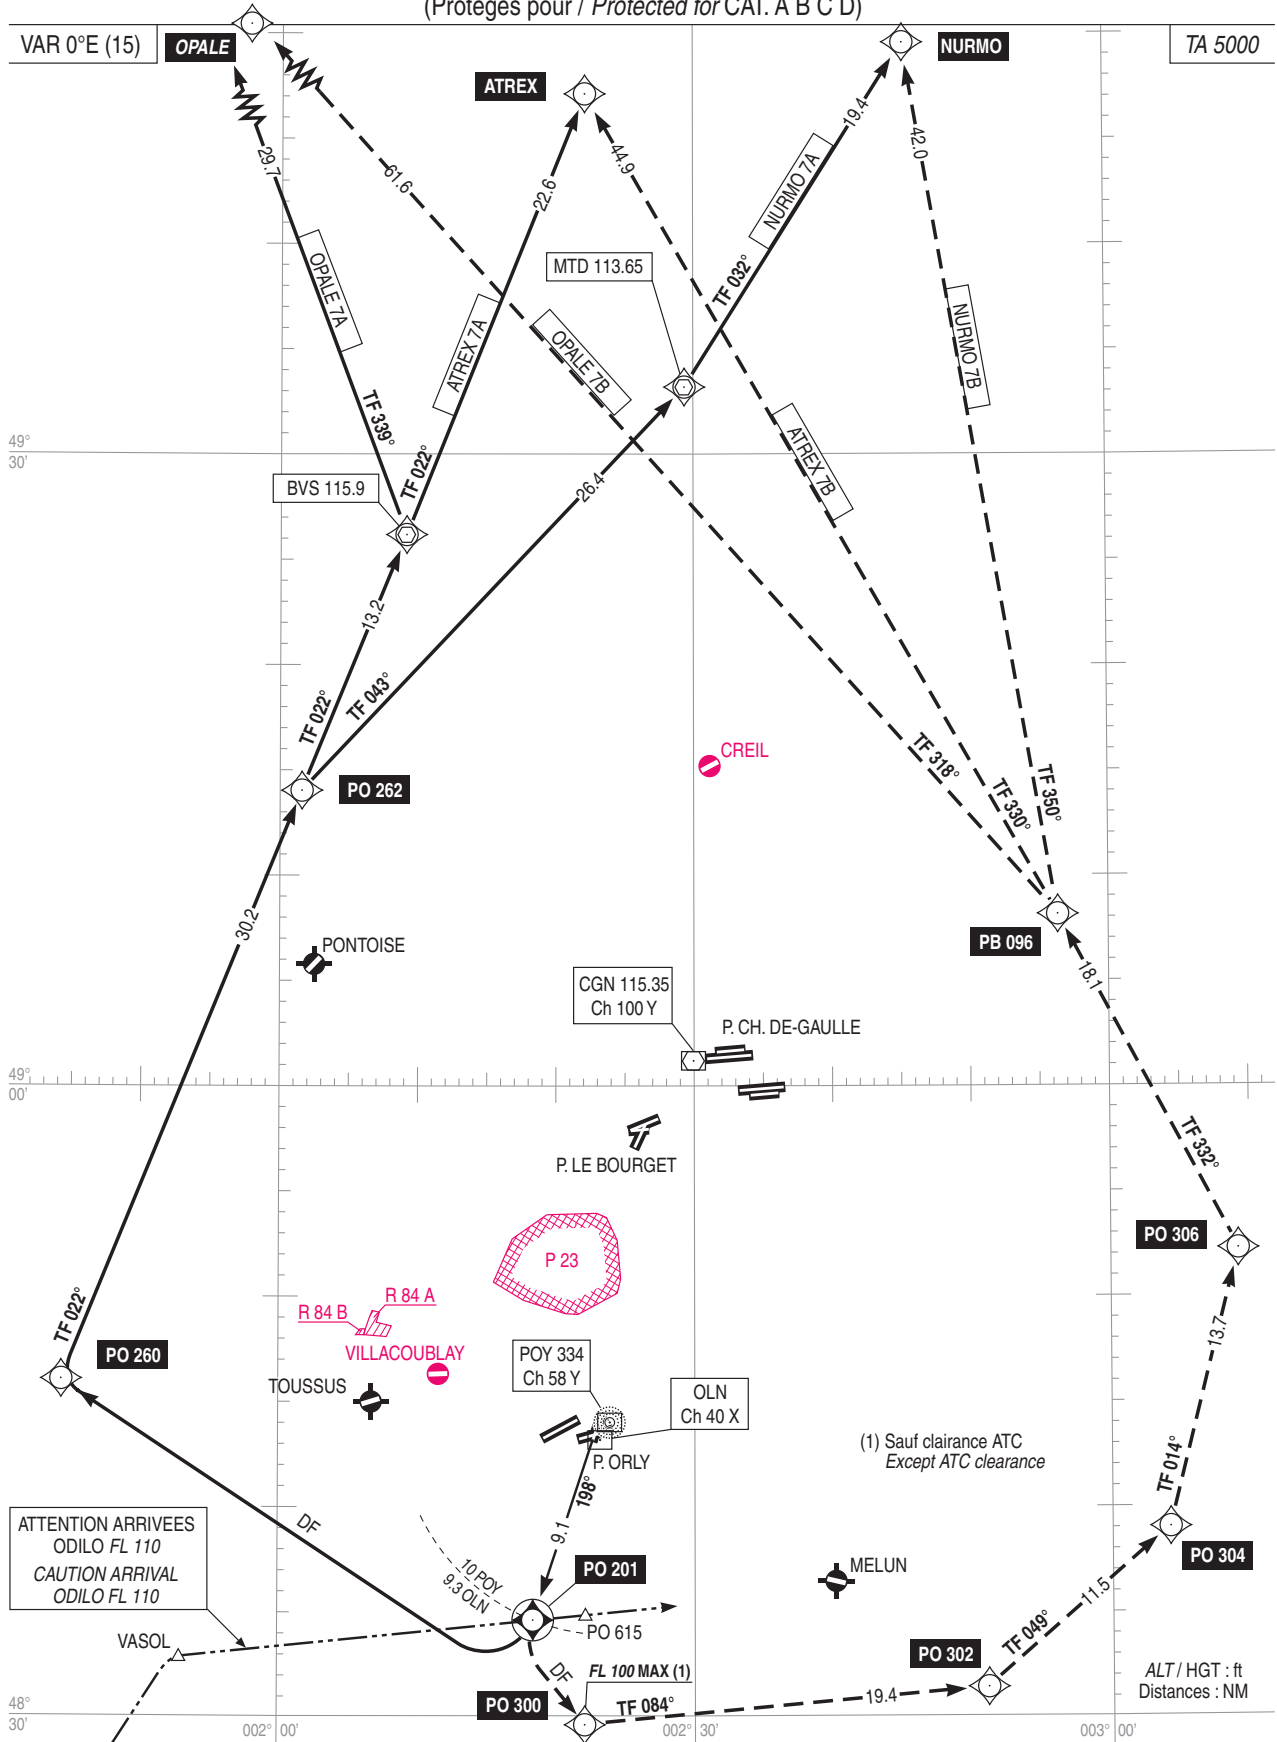 (Protégés pour / Protected for CAT. A B C D)
VAR 0°E (15)
OPALE
NURMO
TA 5000
ATREX
29.7
61.6
22.6
44.9
19.4
42.0
OPALE 7A
ATREX 7A
NURMO 7A
MTD 113.65
TF 032°
OPALE 7B
NURMO 7B
TF 339°
TF 022°
ATREX 7B
49°
30'
BVS 115.9
26.4
13.2
TF 022°
TF 043°
CREIL
PO 262
TF 318°
TF 330°
TF 350°
30.2
PONTOISE
PB 096
18.1
CGN 115.35
Ch 100 Y
P. CH. DE-GAULLE
49°
00'
P. LE BOURGET
TF 332°
PO 306
P 23
R 84 A
R 84 B
TF 022°
PO 260
VILLACOUBLAY
TOUSSUS
POY 334
Ch 58 Y
OLN
Ch 40 X
P. ORLY
13.7
(1) Sauf clairance ATC
Except ATC clearance
198°
TF 014°
ATTENTION ARRIVEES
ODILO FL 110
CAUTION ARRIVAL
ODILO FL 110
DF
9.1
10 POY
9.3 OLN
PO 201
MELUN
PO 304
11.5
VASOL
PO 615
TF 049°
PO 302
DF
FL 100 MAX (1)
ALT / HGT : ft
Distances : NM
PO 300
TF 084°
19.4
48°
30'
002° 00'
002° 30'
003° 00'